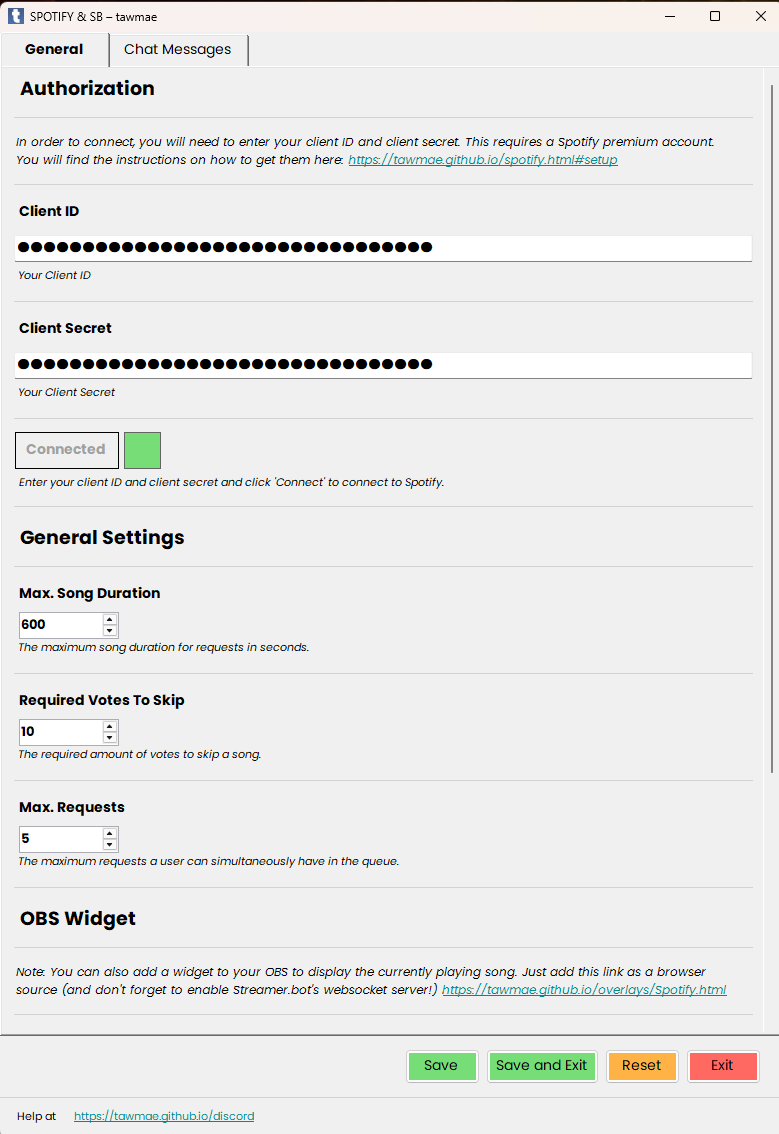 SPOTIFY & SB – tawmae
General
Chat Messages
Authorization
In order to connect, you will need to enter your client ID and client secret. This requires a Spotify premium account.
You will find the instructions on how to get them here: https://tawmae.github.io/spotify.html#setup
Client ID
●●●●●●●●●●●●●●●●●●●●●●●●●●●●●●●●
Your Client ID
Client Secret
●●●●●●●●●●●●●●●●●●●●●●●●●●●●●●●●
Your Client Secret
Connected
Enter your client ID and client secret and click 'Connect' to connect to Spotify.
General Settings
Max. Song Duration
600
The maximum song duration for requests in seconds.
Required Votes To Skip
10
The required amount of votes to skip a song.
Max. Requests
5
The maximum requests a user can simultaneously have in the queue.
OBS Widget
Note: You can also add a widget to your OBS to display the currently playing song. Just add this link as a browser
source (and don't forget to enable Streamer.bot's websocket server!) https://tawmae.github.io/overlays/Spotify.html
Save
Save and Exit
Reset
Exit
Help at https://tawmae.github.io/discord